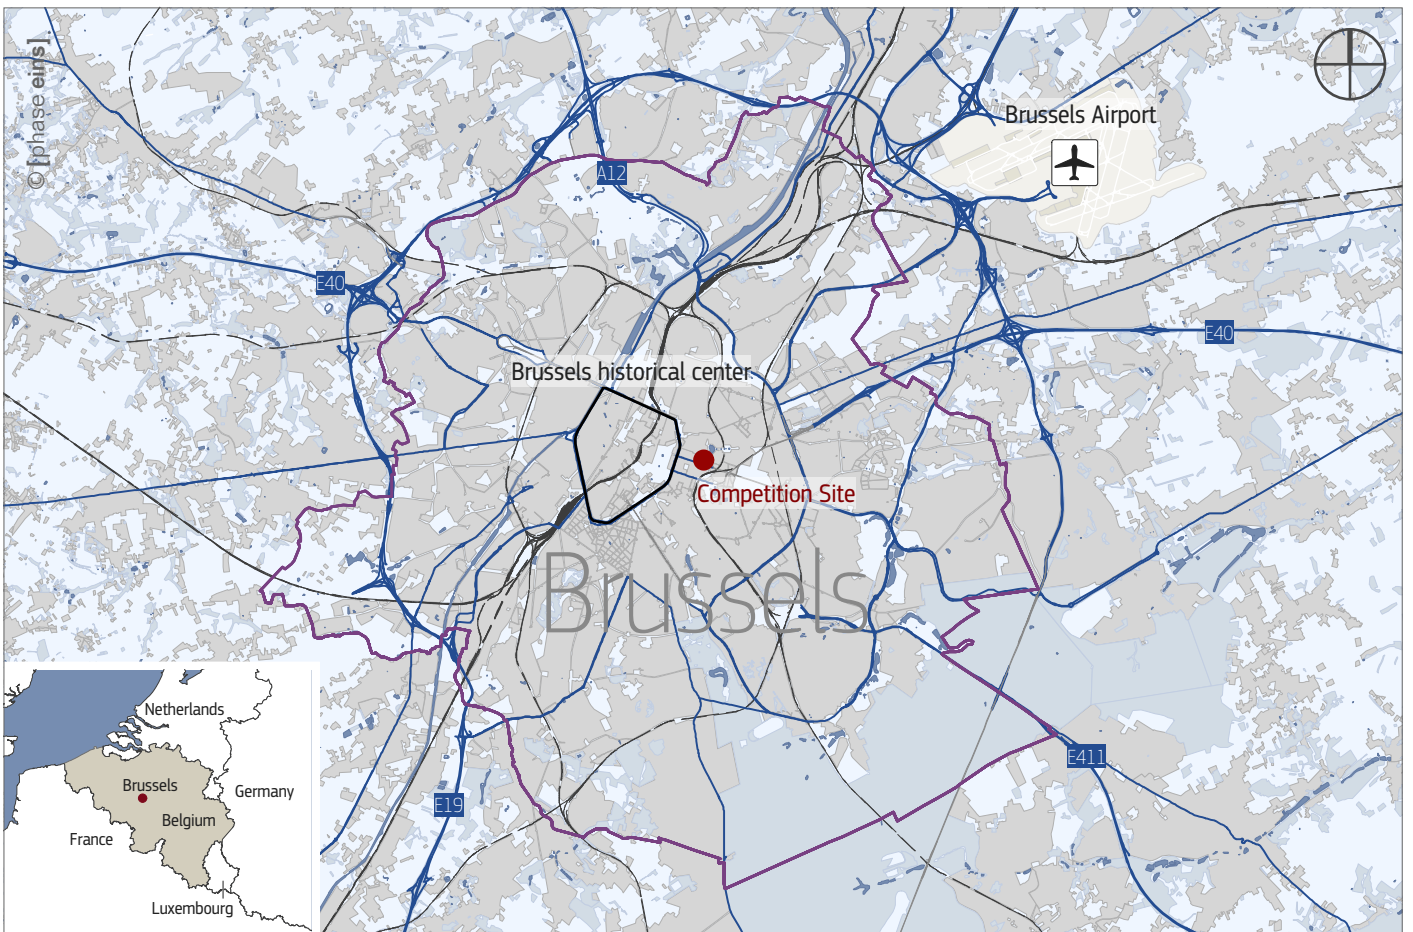 © [phase eins].
Brussels Airport
A12
E40
E40
Brussels historical center
Competition Site
Brussels
E411
E19
Netherlands
Germany
Brussels
Belgium
France
Luxembourg